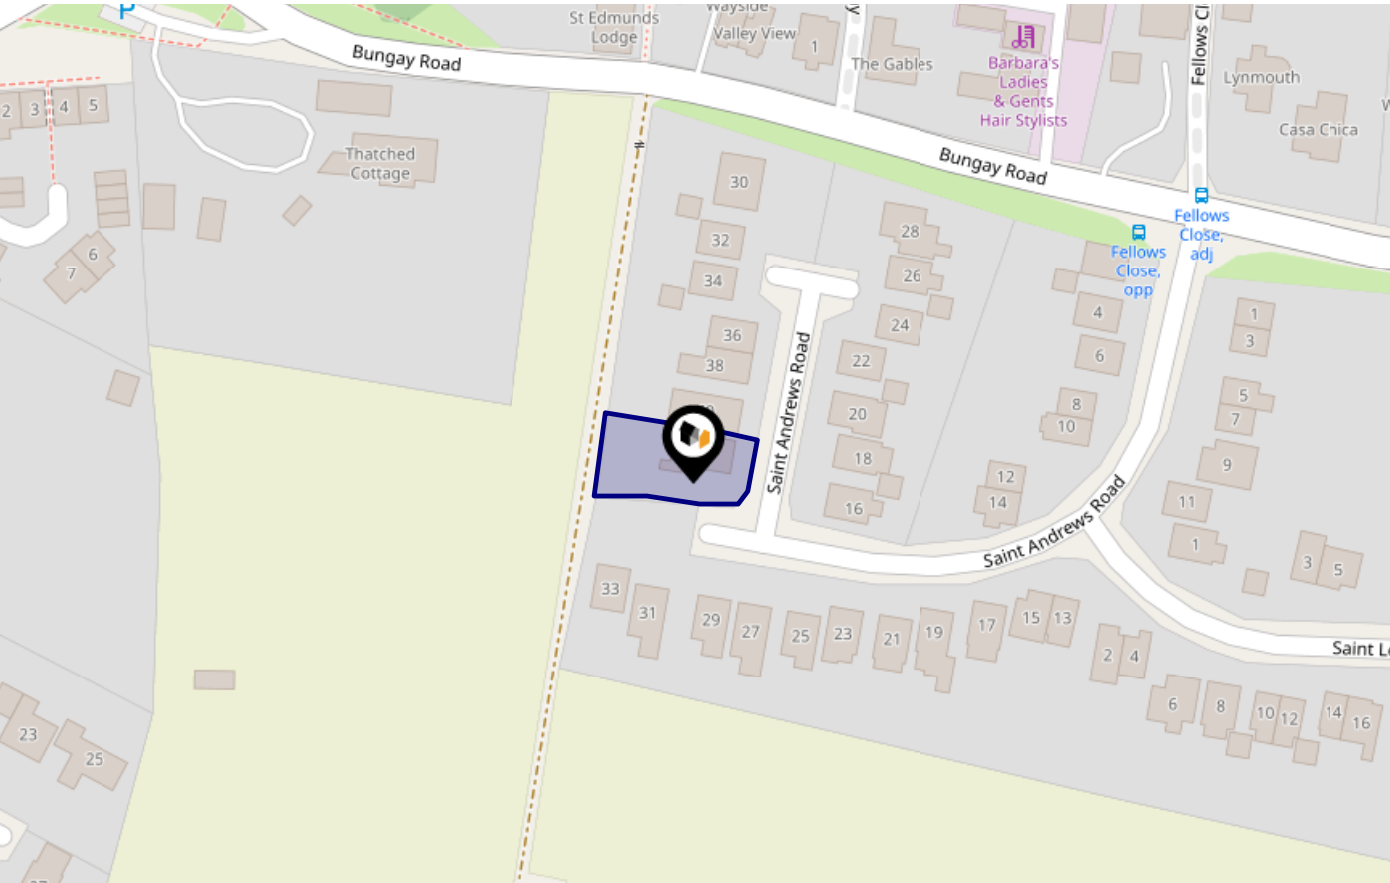 P
St Edmunds
Lodge
Wayside
Valley View
1
y
The Gables
Barbara's
Ladies
& Gents
Hair Stylists
Fellows Cl
Lynmouth
Casa Chica
W
Bungay Road
Bungay Road
2
3
4
5
Thatched
Cottage
6
7
30
32
34
36
38
28
26
24
22
20
18
16
Fellows
Close,
adj
Fellows
Close,
opp
4
6
8
10
12
14
1
3
5
7
9
11
1
3
5
Saint Andrews Road
Saint Andrews Road
33
31
29
27
25
23
21
19
17
15
13
2
4
6
8
10
12
14
16
Saint L
23
25